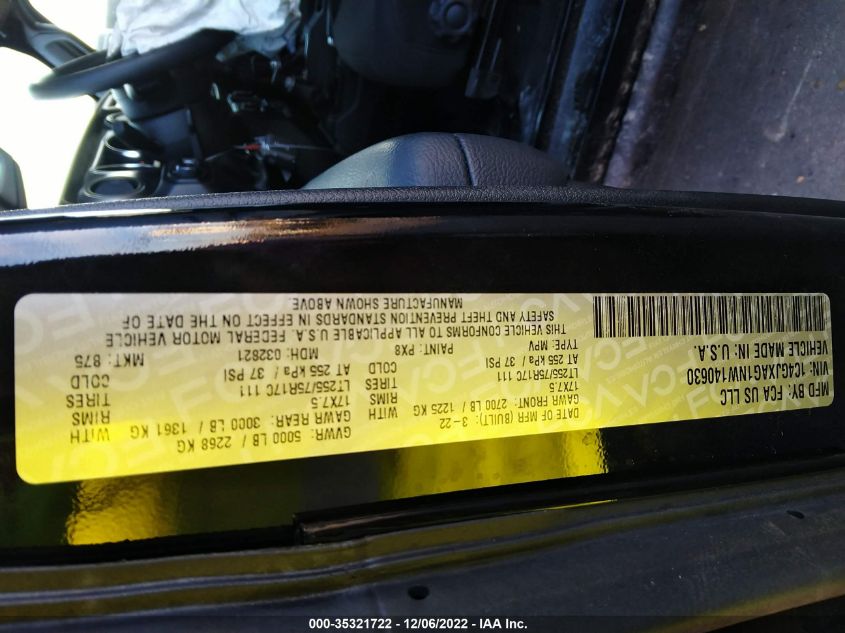 MFD BY: FCA US LLC
DATE OF MFR (BUILT): 3-22
GVWR: 5000 LB / 2268 KG
GAWR FRONT: 2700 LB / 1225 KG WITH
GAWR REAR: 3000 LB / 1361 KG WITH
17X7.5 RIMS
17X7.5 RIMS
LT255/75R17C 111 TIRES
LT255/75R17C 111 TIRES
AT 255 kPa / 37 PSI COLD
AT 255 kPa / 37 PSI COLD
VIN: 1C4GJXAG1NW140630
TYPE: MPV
PAINT: PX8
MDH: 032821
MKT: 875
VEHICLE MADE IN: U.S.A.
THIS VEHICLE CONFORMS TO ALL APPLICABLE U.S.A. FEDERAL MOTOR VEHICLE
SAFETY AND THEFT PREVENTION STANDARDS IN EFFECT ON THE DATE OF
MANUFACTURE SHOWN ABOVE.
000-35321722 - 12/06/2022 - IAA Inc.